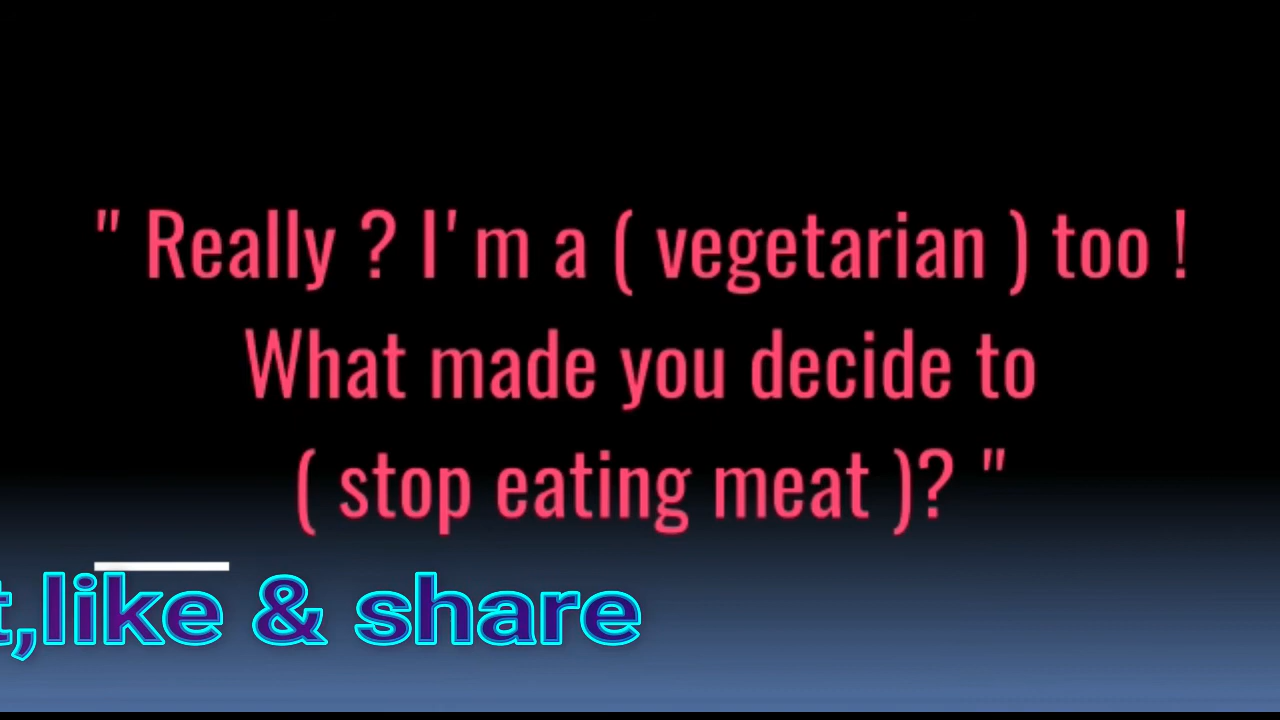 " Really ? I'm a ( vegetarian ) too !
What made you decide to
( stop eating meat )? "
like & share